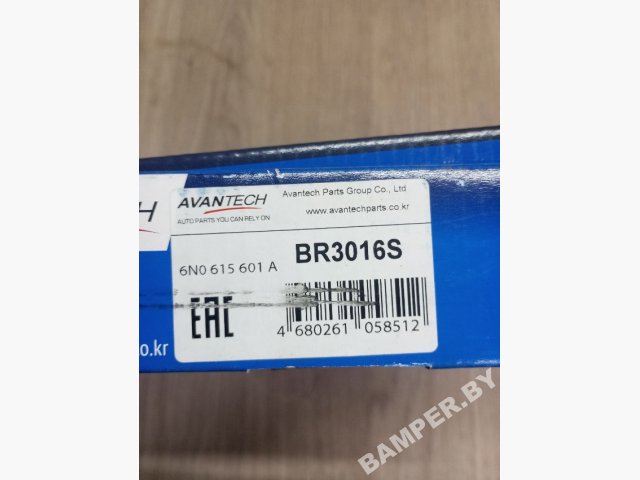 AVANTECH
AUTO PARTS YOU CAN RELY ON
Avantech Parts Group Co., Ltd
www.avantechparts.co.kr
6N0 615 601 A
BR3016S
EAC
4 680261 058512
o.kr
BAMPER.BY